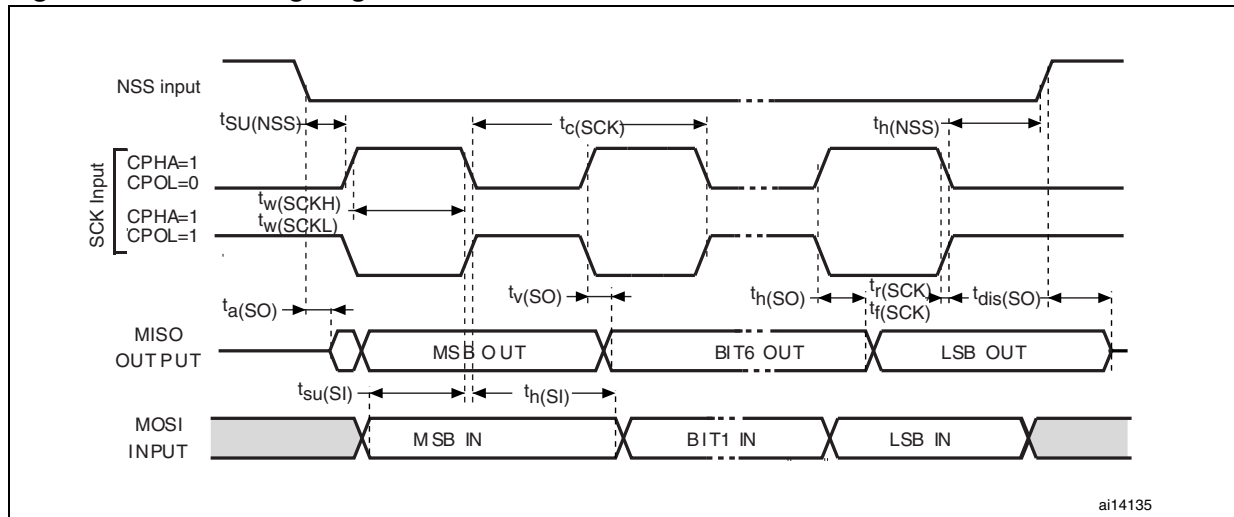 NSS input
tSU(NSS)
tc(SCK)
th(NSS)
SCK Input
CPHA=1
CPOL=0
tw(SCKH)
CPHA=1
tw(SCKL)
CPOL=1
ta(SO)
tv(SO)
th(SO)
tr(SCK)
tf(SCK)
tdis(SO)
MISO
OUTPUT
MSB OUT
BIT6 OUT
LSB OUT
tsu(SI)
th(SI)
MOSI
INPUT
MSB IN
BIT1 IN
LSB IN
ai14135